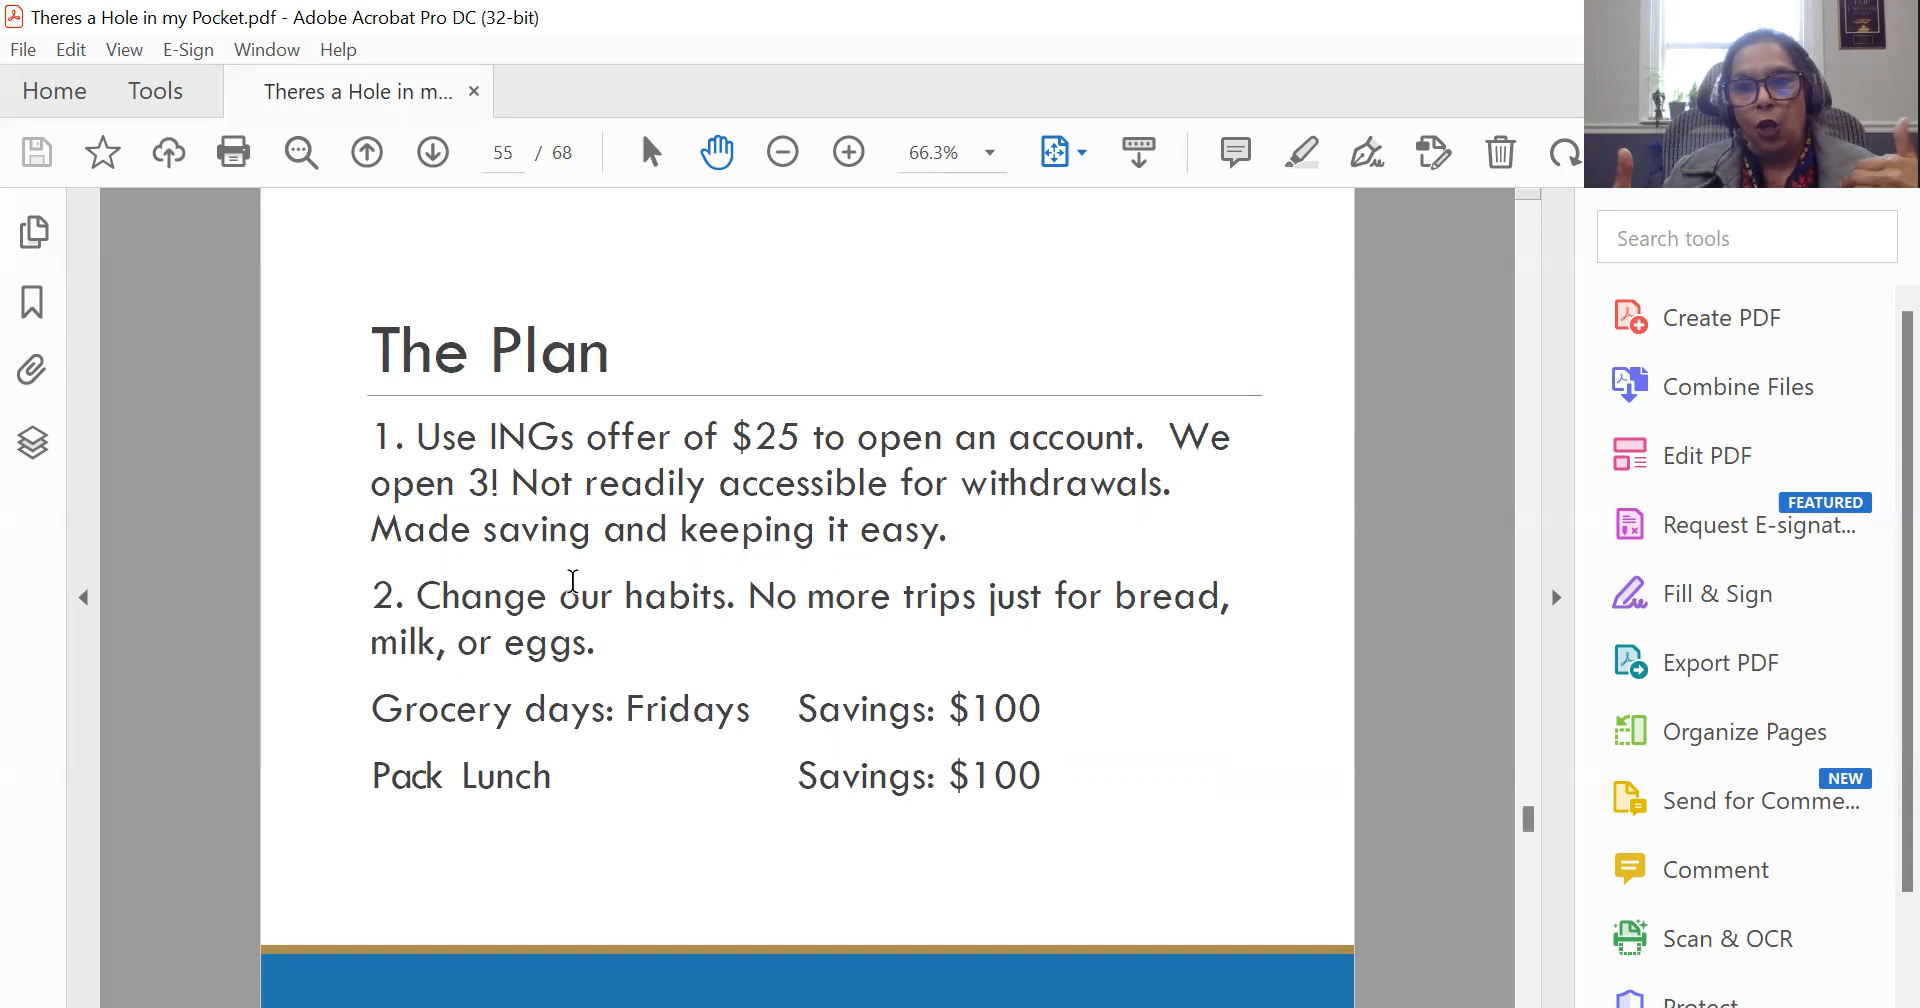 Theres a Hole in my Pocket.pdf - Adobe Acrobat Pro DC (32-bit)
File Edit View E-Sign Window Help
Home Tools Theres a Hole in m... ×
55 / 68 66.3%
Search tools
The Plan
1. Use INGs offer of $25 to open an account. We
open 3! Not readily accessible for withdrawals.
Made saving and keeping it easy.
2. Change our habits. No more trips just for bread,
milk, or eggs.
Grocery days: Fridays Savings: $100
Pack Lunch Savings: $100
Create PDF
Combine Files
Edit PDF
FEATURED
Request E-signat...
Fill & Sign
Export PDF
Organize Pages
NEW
Send for Comme...
Comment
Scan & OCR
Protect